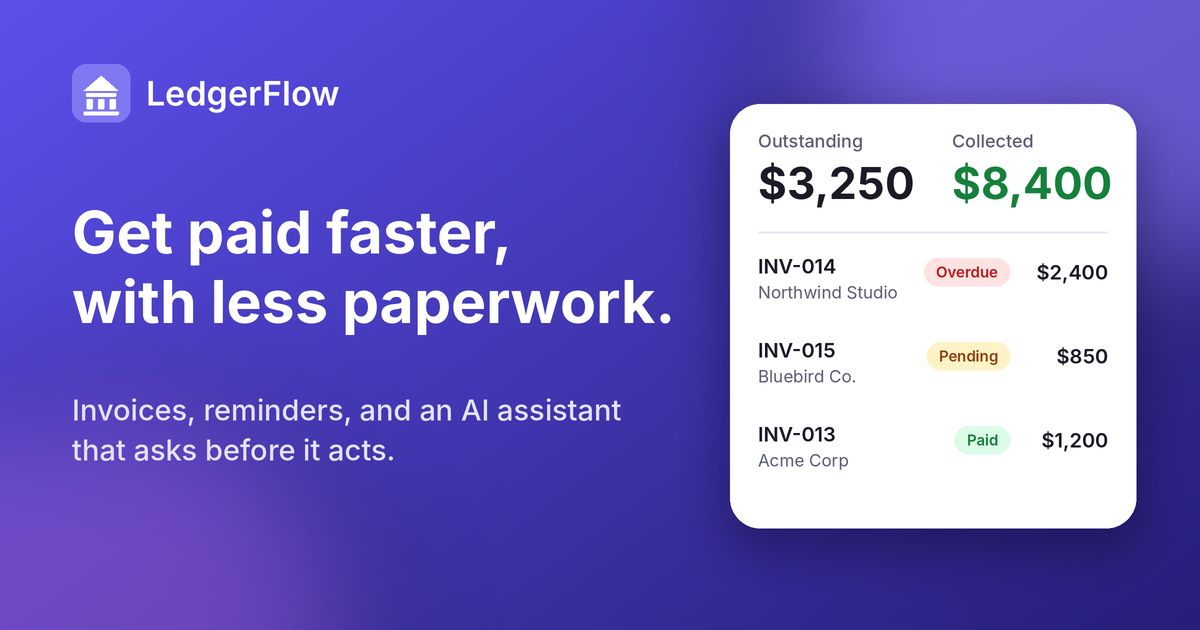 LedgerFlow
Get paid faster,
with less paperwork.
Invoices, reminders, and an AI assistant
that asks before it acts.
Outstanding Collected
$3,250 $8,400
INV-014 Overdue $2,400
Northwind Studio
INV-015 Pending $850
Bluebird Co.
INV-013 Paid $1,200
Acme Corp